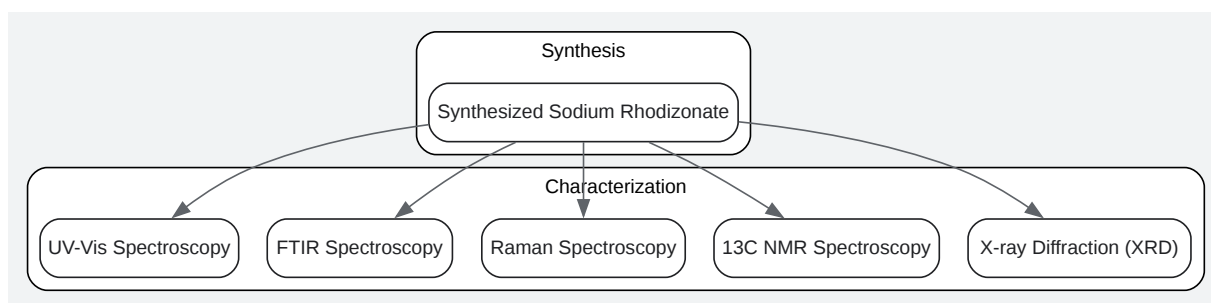 Synthesis
Synthesized Sodium Rhodizonate
Characterization
UV-Vis Spectroscopy
FTIR Spectroscopy
Raman Spectroscopy
13C NMR Spectroscopy
X-ray Diffraction (XRD)